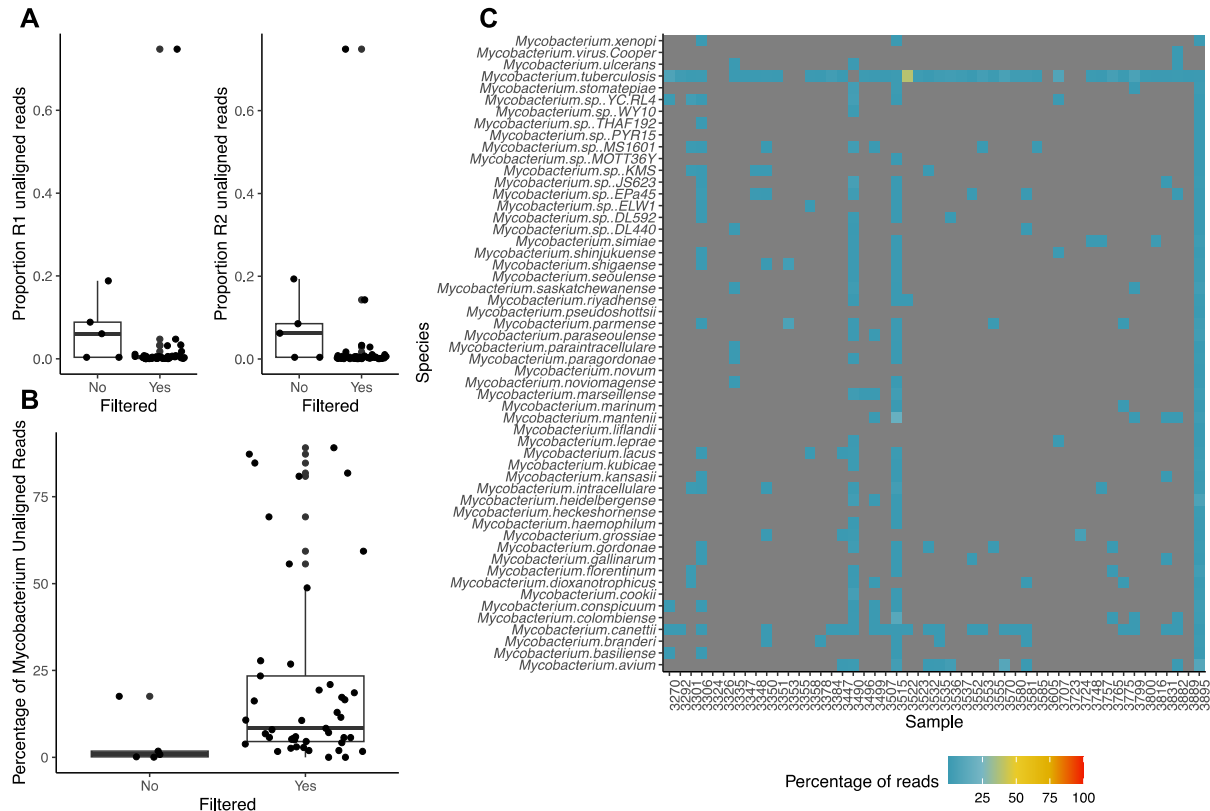 A
Proportion R1 unaligned reads
0.6
0.4
0.2
0.0
No
Yes
Filtered
Proportion R2 unaligned reads
0.6
0.4
0.2
0.0
No
Yes
Filtered
B
Percentage of Mycobacterium Unaligned Reads
75
50
25
0
No
Yes
Filtered
C
Species
Mycobacterium.xenopi
Mycobacterium.virus.Cooper
Mycobacterium.ulcerans
Mycobacterium.tuberculosis
Mycobacterium.stomatepiae
Mycobacterium.sp..YC.RL4
Mycobacterium.sp..WY10
Mycobacterium.sp..THAF192
Mycobacterium.sp..PYR15
Mycobacterium.sp..MS1601
Mycobacterium.sp..MOTT36Y
Mycobacterium.sp..KMS
Mycobacterium.sp..JS623
Mycobacterium.sp..EPa45
Mycobacterium.sp..ELW1
Mycobacterium.sp..DL592
Mycobacterium.sp..DL440
Mycobacterium.simiae
Mycobacterium.shinjukuense
Mycobacterium.shigaense
Mycobacterium.seoulense
Mycobacterium.saskatchewanense
Mycobacterium.riyadhense
Mycobacterium.pseudoshottsii
Mycobacterium.parmense
Mycobacterium.paraseoulense
Mycobacterium.paraintracellulare
Mycobacterium.paragordonae
Mycobacterium.novum
Mycobacterium.noviomagense
Mycobacterium.marseillense
Mycobacterium.marinum
Mycobacterium.mantenii
Mycobacterium.liflandii
Mycobacterium.leprae
Mycobacterium.lacus
Mycobacterium.kubicae
Mycobacterium.kansasii
Mycobacterium.intracellulare
Mycobacterium.heidelbergense
Mycobacterium.heckeshornense
Mycobacterium.haemophilum
Mycobacterium.grossiae
Mycobacterium.gordonae
Mycobacterium.gallinarum
Mycobacterium.florentinum
Mycobacterium.dioxanotrophicus
Mycobacterium.cookii
Mycobacterium.conspicuum
Mycobacterium.colombiense
Mycobacterium.canettii
Mycobacterium.branderi
Mycobacterium.basiliense
Mycobacterium.avium
Sample
Percentage of reads
25
50
75
100